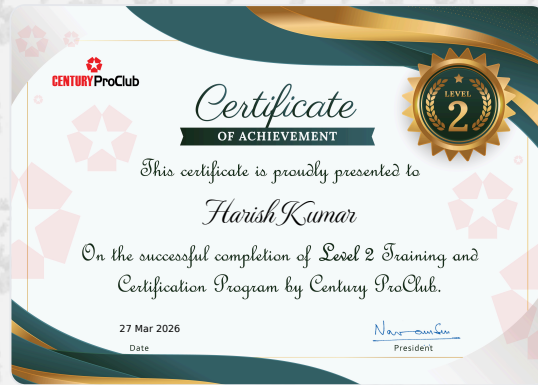 CENTURY ProClub
Certificate
OF ACHIEVEMENT
LEVEL
2
This certificate is proudly presented to
Harish Kumar
On the successful completion of Level 2 Training and
Certification Program by Century ProClub.
27 Mar 2026
Date
President